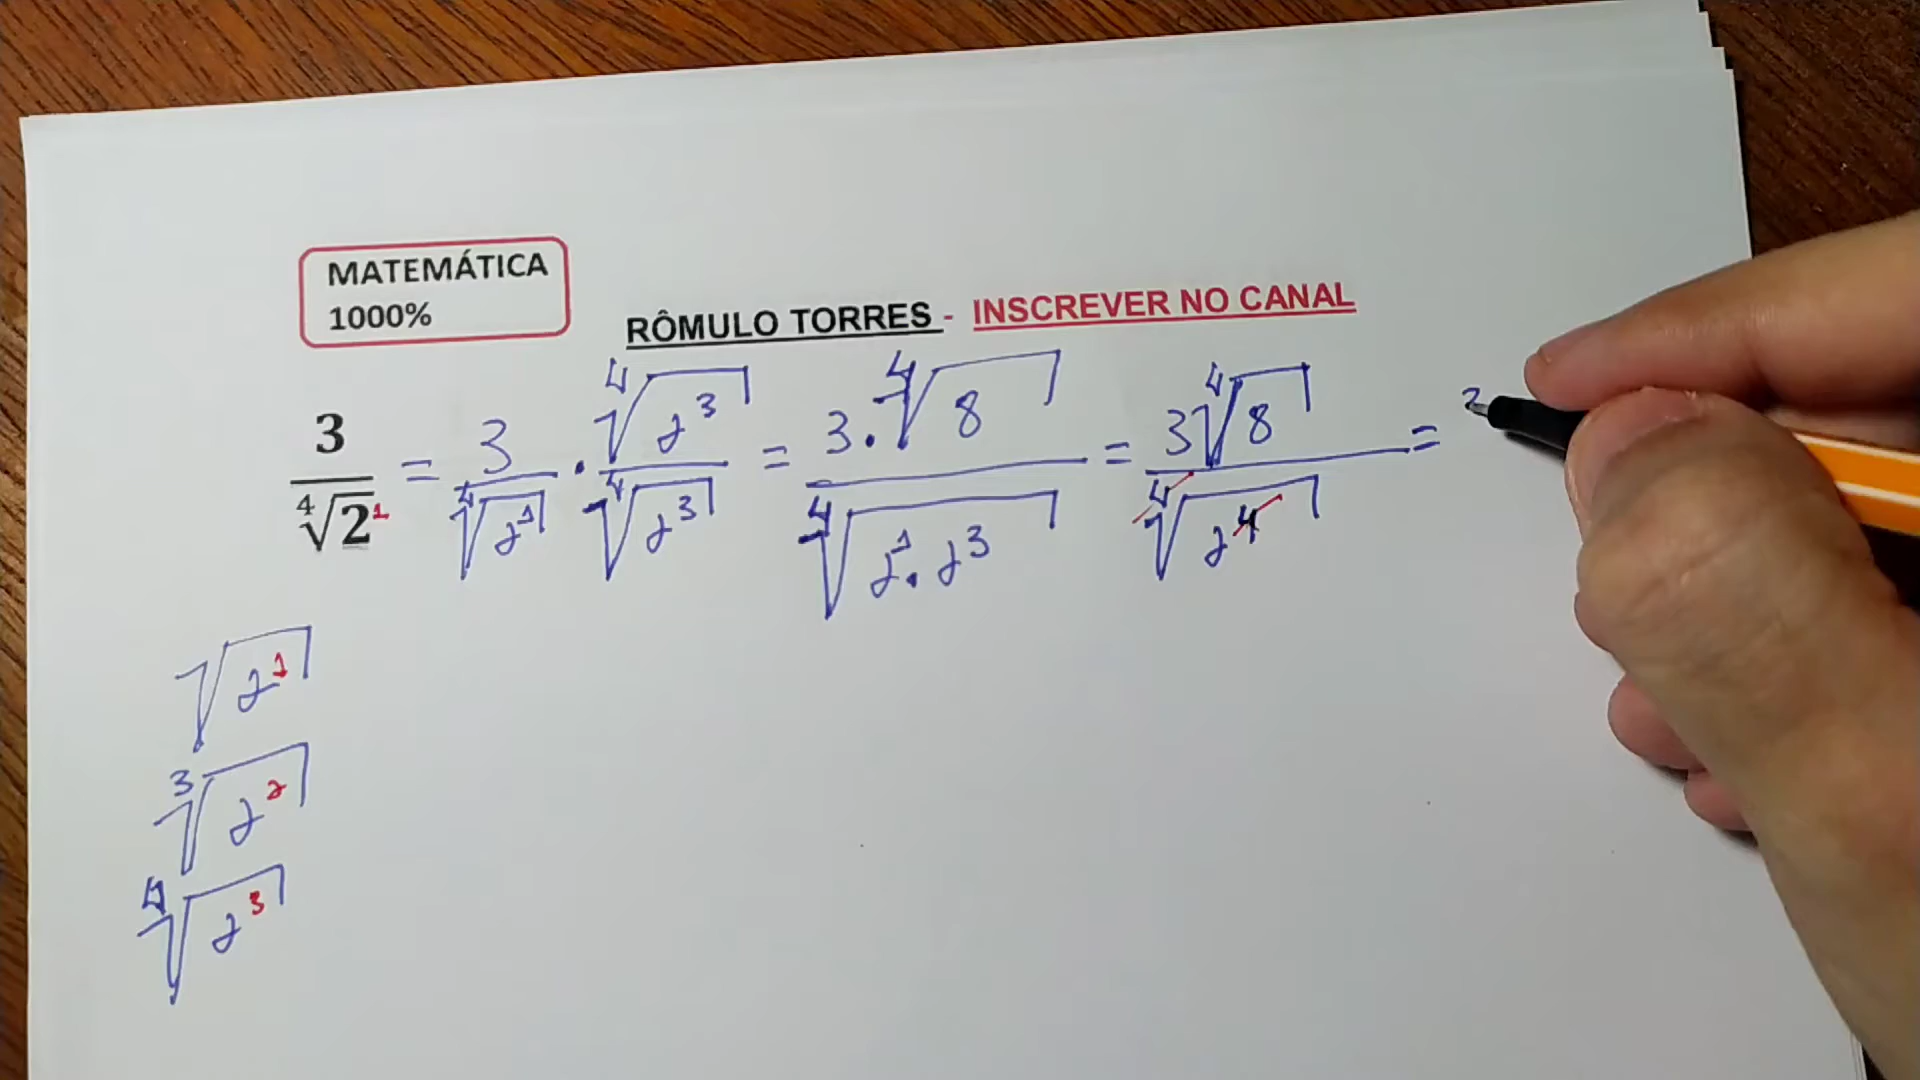 MATEMÁTICA
1000%
RÔMULO TORRES - INSCREVER NO CANAL
3/⁴√2¹ = 3/⁴√2¹ . ⁴√2³/⁴√2³ = 3.⁴√8/⁴√2¹.2³ = 3⁴√8/⁴√2⁴ =
√2¹
³√2²
⁴√2³